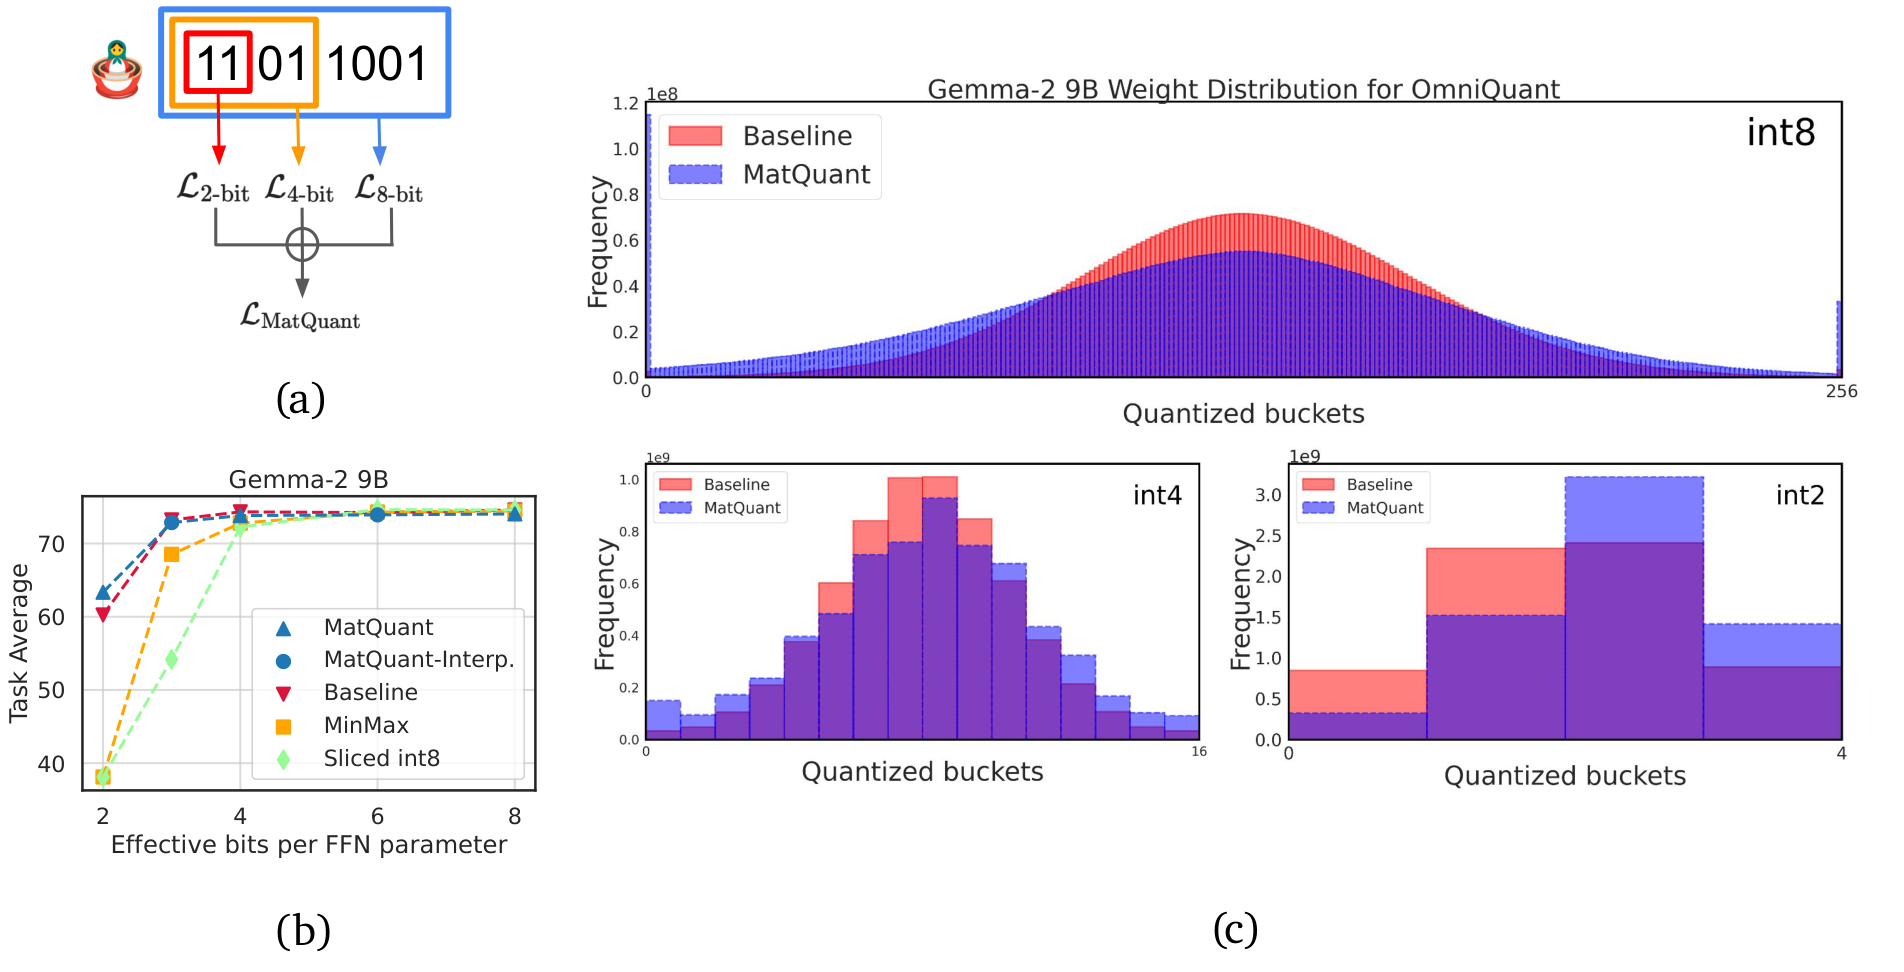 11 01 1001
ℒ2-bit ℒ4-bit ℒ8-bit
ℒMatQuant
(a)
Gemma-2 9B
Task Average
70
60
50
40
MatQuant
MatQuant-Interp.
Baseline
MinMax
Sliced int8
2 4 6 8
Effective bits per FFN parameter
(b)
Gemma-2 9B Weight Distribution for OmniQuant
1e8
int8
Baseline
MatQuant
Frequency
1.2
1.0
0.8
0.6
0.4
0.2
0.0
0 256
Quantized buckets
1e9
int4
Baseline
MatQuant
Frequency
1.0
0.8
0.6
0.4
0.2
0.0
0 16
Quantized buckets
1e9
int2
Baseline
MatQuant
Frequency
3.0
2.5
2.0
1.5
1.0
0.5
0.0
0 4
Quantized buckets
(c)